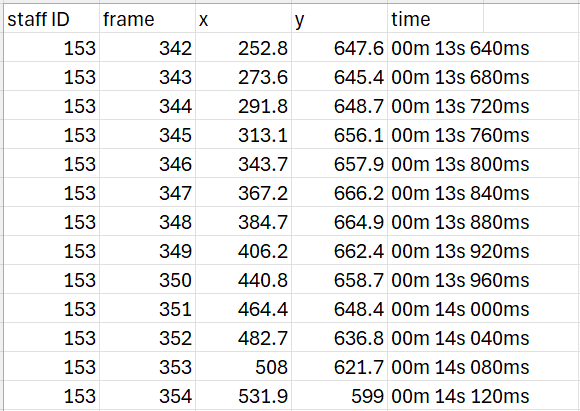 staff ID frame x y time
153 342 252.8 647.6 00m 13s 640ms
153 343 273.6 645.4 00m 13s 680ms
153 344 291.8 648.7 00m 13s 720ms
153 345 313.1 656.1 00m 13s 760ms
153 346 343.7 657.9 00m 13s 800ms
153 347 367.2 666.2 00m 13s 840ms
153 348 384.7 664.9 00m 13s 880ms
153 349 406.2 662.4 00m 13s 920ms
153 350 440.8 658.7 00m 13s 960ms
153 351 464.4 648.4 00m 14s 000ms
153 352 482.7 636.8 00m 14s 040ms
153 353 508 621.7 00m 14s 080ms
153 354 531.9 599 00m 14s 120ms